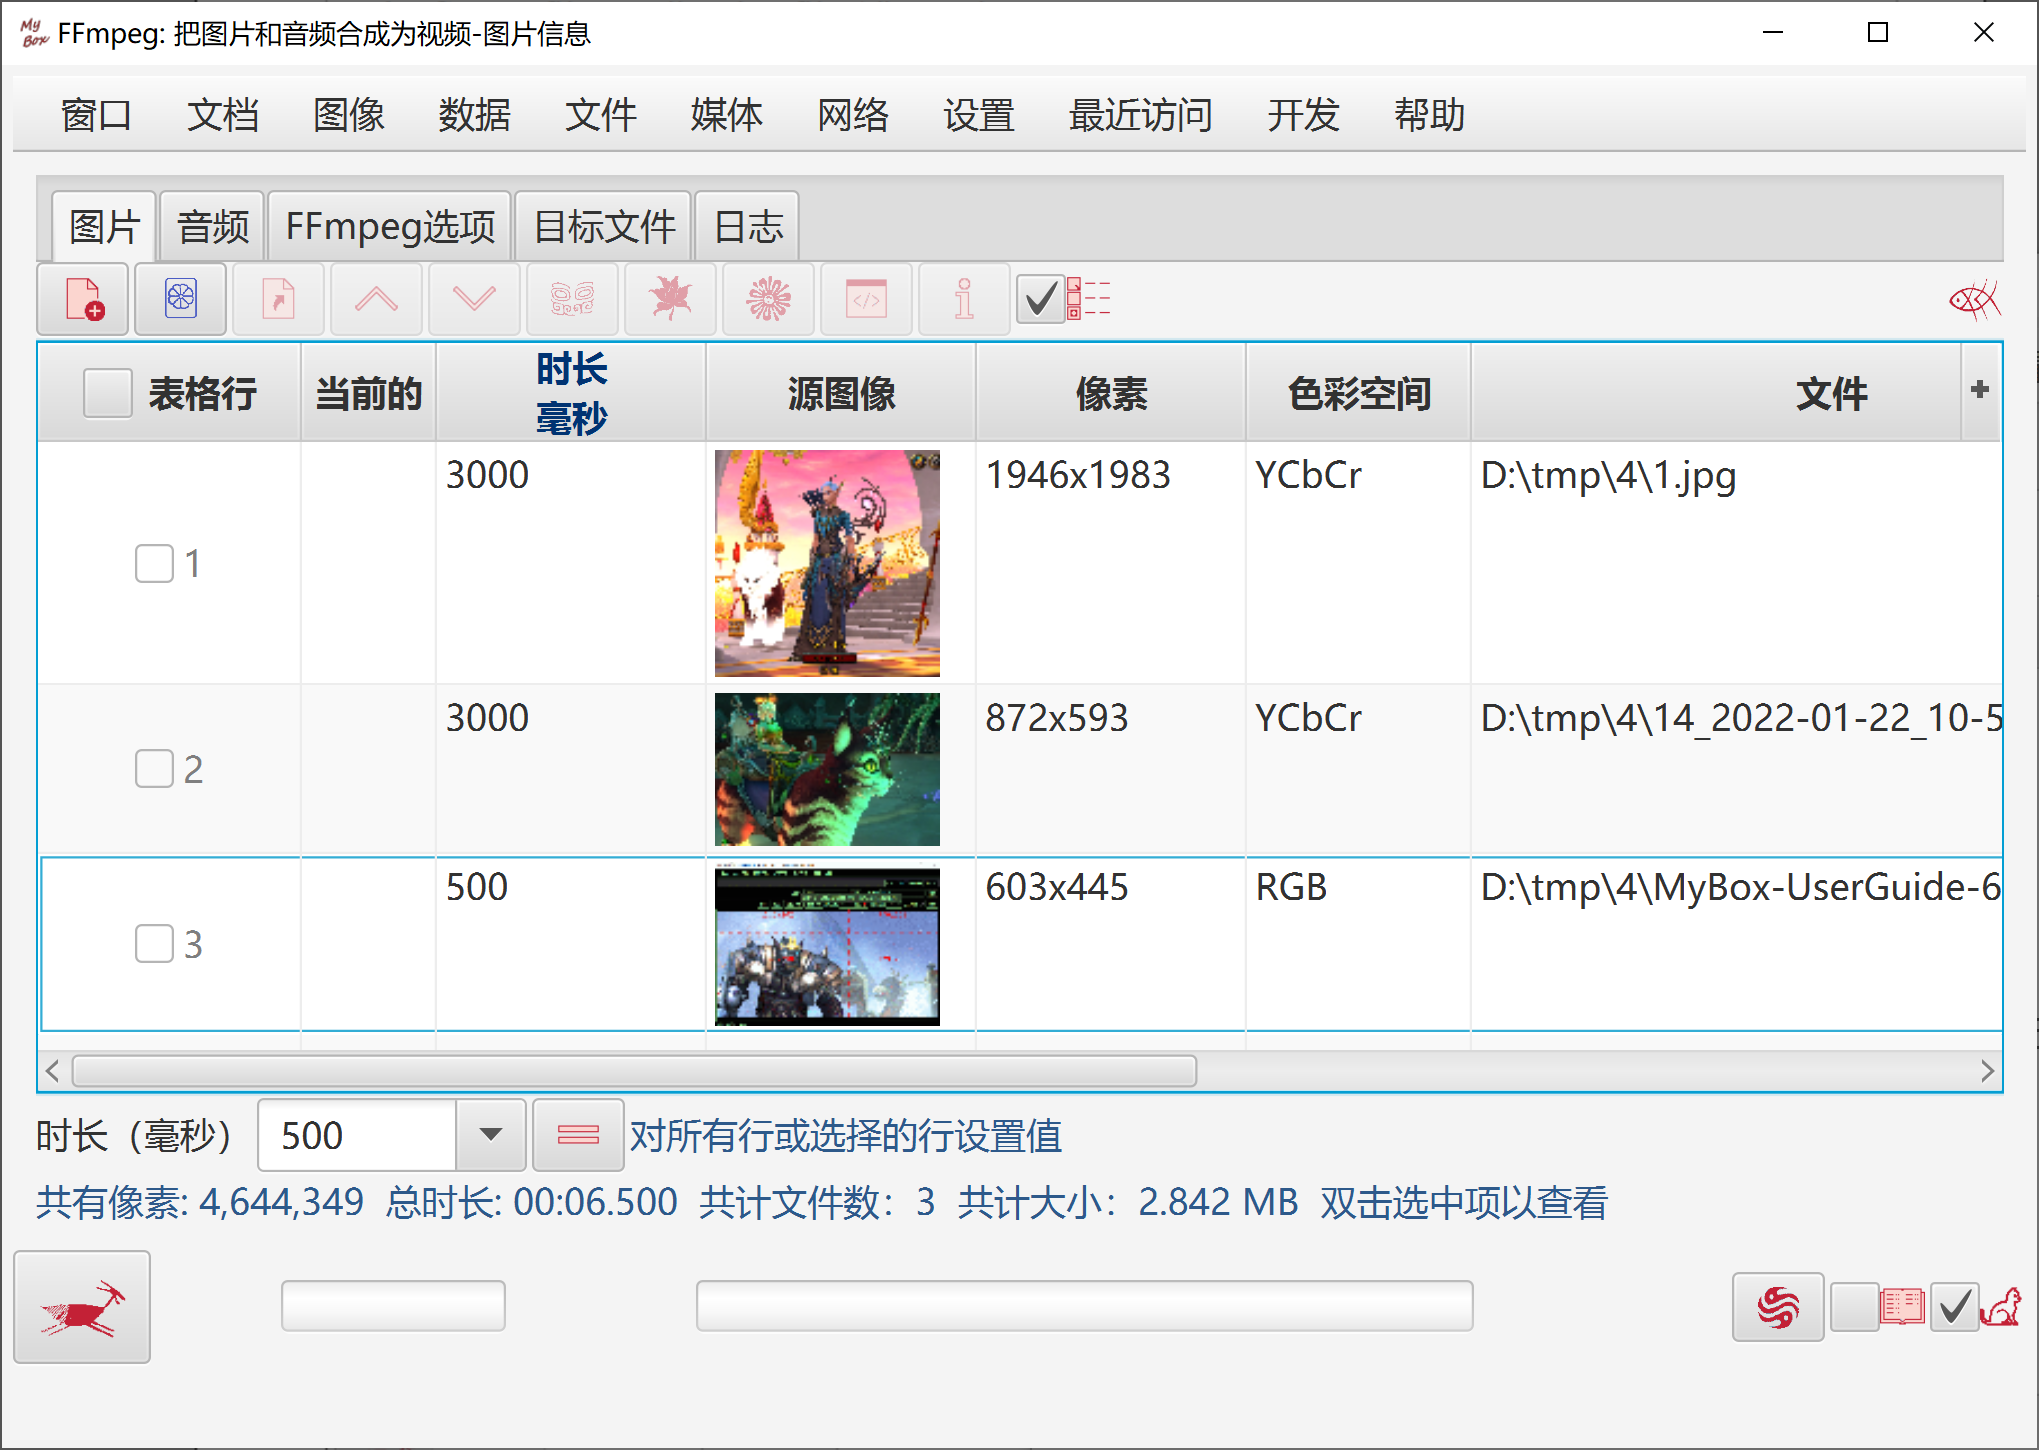 My Box FFmpeg: 把图片和音频合成为视频-图片信息
窗口 文档 图像 数据 文件 媒体 网络 设置 最近访问 开发 帮助
图片 音频 FFmpeg选项 目标文件 日志
表格行 当前的 时长 毫秒 源图像 像素 色彩空间 文件 +
1 3000 1946x1983 YCbCr D:\tmp\4\1.jpg
2 3000 872x593 YCbCr D:\tmp\4\14_2022-01-22_10-5
3 500 603x445 RGB D:\tmp\4\MyBox-UserGuide-6
时长（毫秒） 500 对所有行或选择的行设置值
共有像素: 4,644,349 总时长: 00:06.500 共计文件数：3 共计大小：2.842 MB 双击选中项以查看